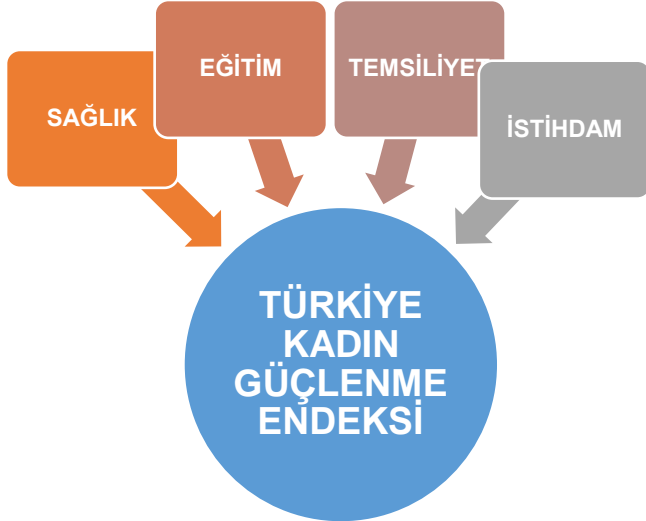 SAĞLIK
EĞİTİM
TEMSİLİYET
İSTİHDAM
TÜRKİYE
KADIN
GÜÇLENME
ENDEKSİ